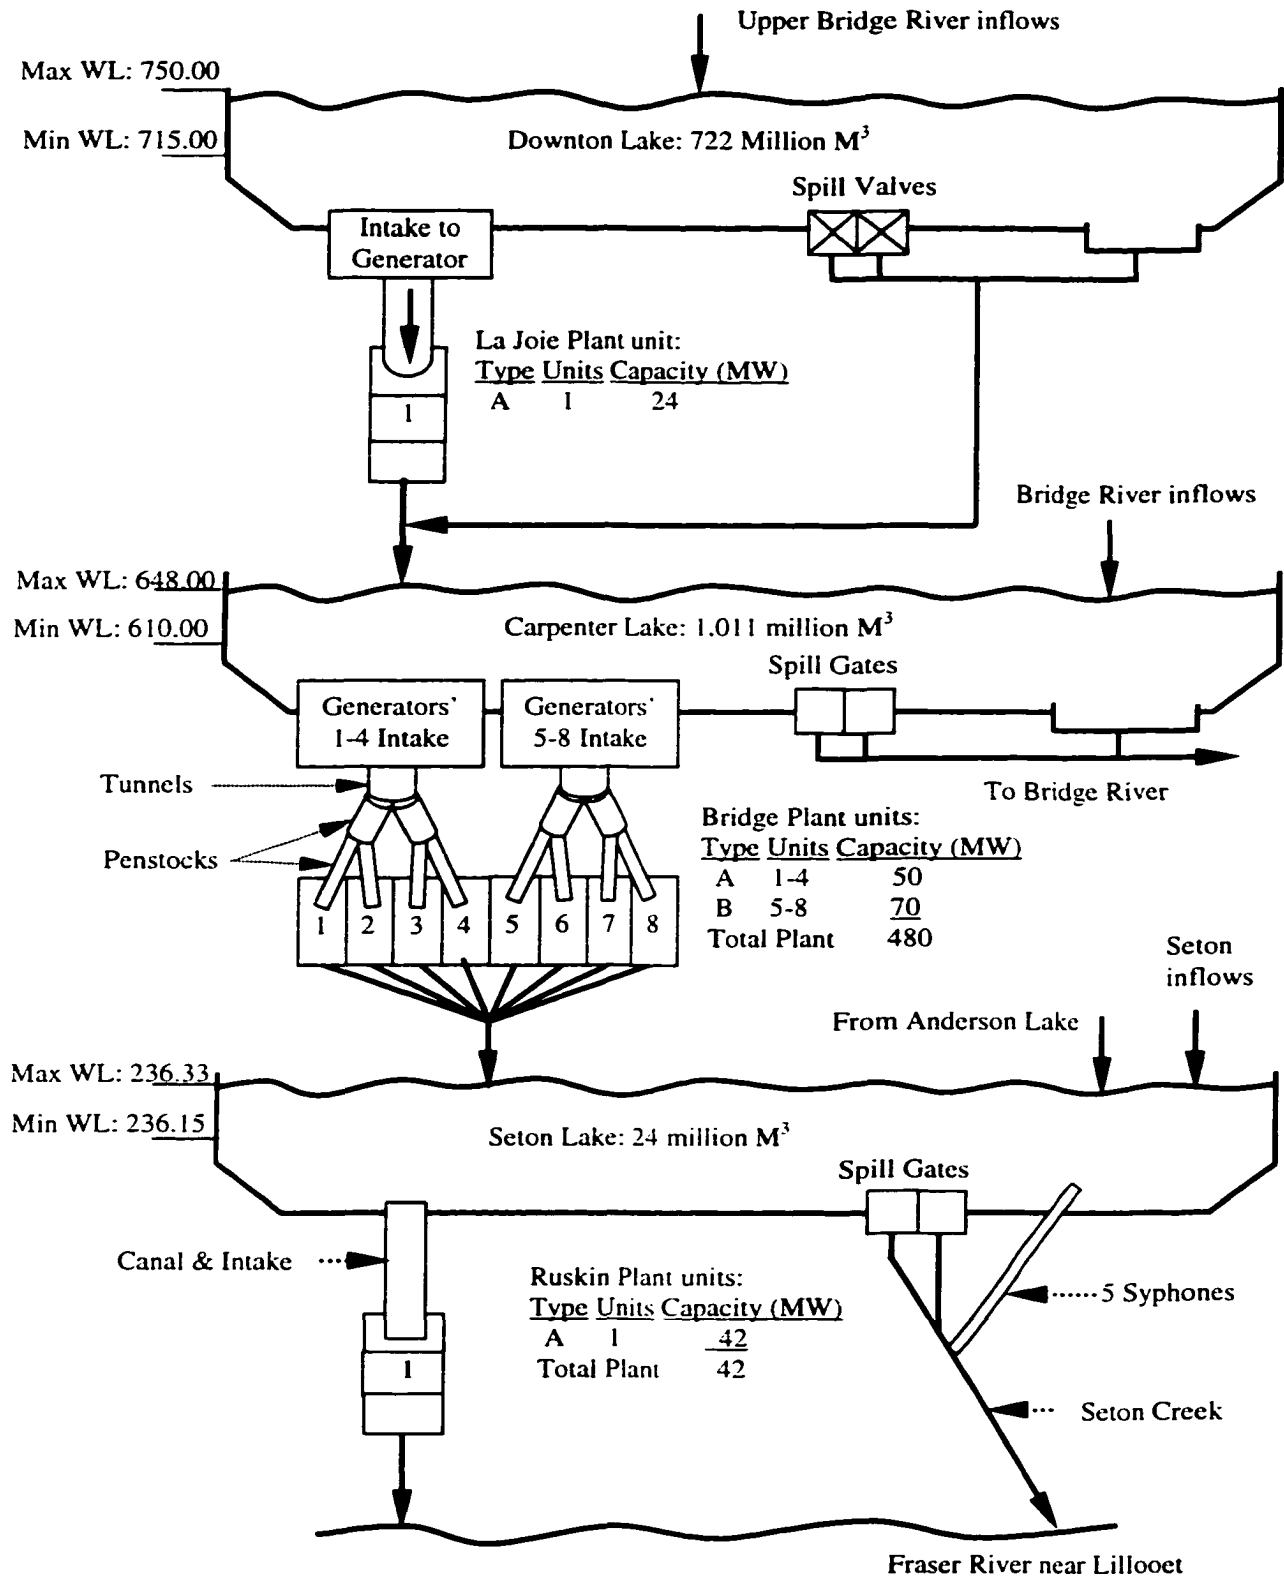 Upper Bridge River inflows
Max WL: 750.00
Min WL: 715.00
Downton Lake: 722 Million M³
Spill Valves
Intake to
Generator
La Joie Plant unit:
Type Units Capacity (MW)
A 1 24
1
Bridge River inflows
Max WL: 648.00
Min WL: 610.00
Carpenter Lake: 1.011 million M³
Spill Gates
Generators'
1-4 Intake
Generators'
5-8 Intake
Tunnels
To Bridge River
Penstocks
Bridge Plant units:
Type Units Capacity (MW)
A 1-4 50
B 5-8 70
Total Plant 480
1 2 3 4 5 6 7 8
Seton
inflows
From Anderson Lake
Max WL: 236.33
Min WL: 236.15
Seton Lake: 24 million M³
Spill Gates
Canal & Intake
Ruskin Plant units:
Type Units Capacity (MW)
A 1 42
Total Plant 42
1
5 Syphones
Seton Creek
Fraser River near Lillooet